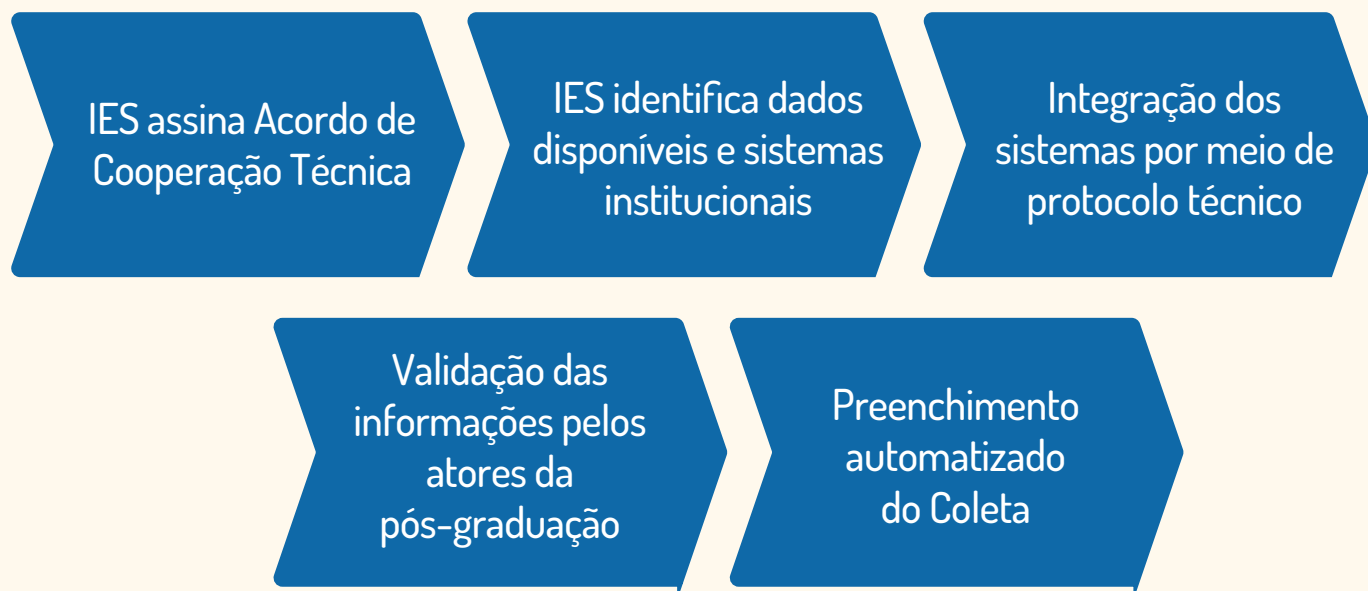 IES assina Acordo de
Cooperação Técnica
IES identifica dados
disponíveis e sistemas
institucionais
Integração dos
sistemas por meio de
protocolo técnico
Validação das
informações pelos
atores da
pós-graduação
Preenchimento
automatizado
do Coleta